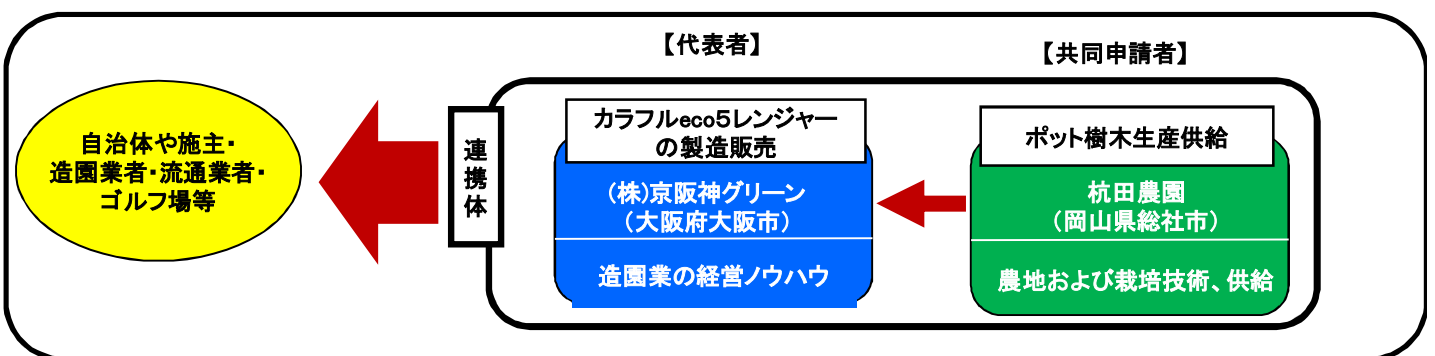 【代表者】
【共同申請者】
自治体や施主・
造園業者・流通業者・
ゴルフ場等
連携体
カラフルeco5レンジャー
の製造販売
(株)京阪神グリーン
(大阪府大阪市)
造園業の経営ノウハウ
ポット樹木生産供給
杭田農園
(岡山県総社市)
農地および栽培技術、供給